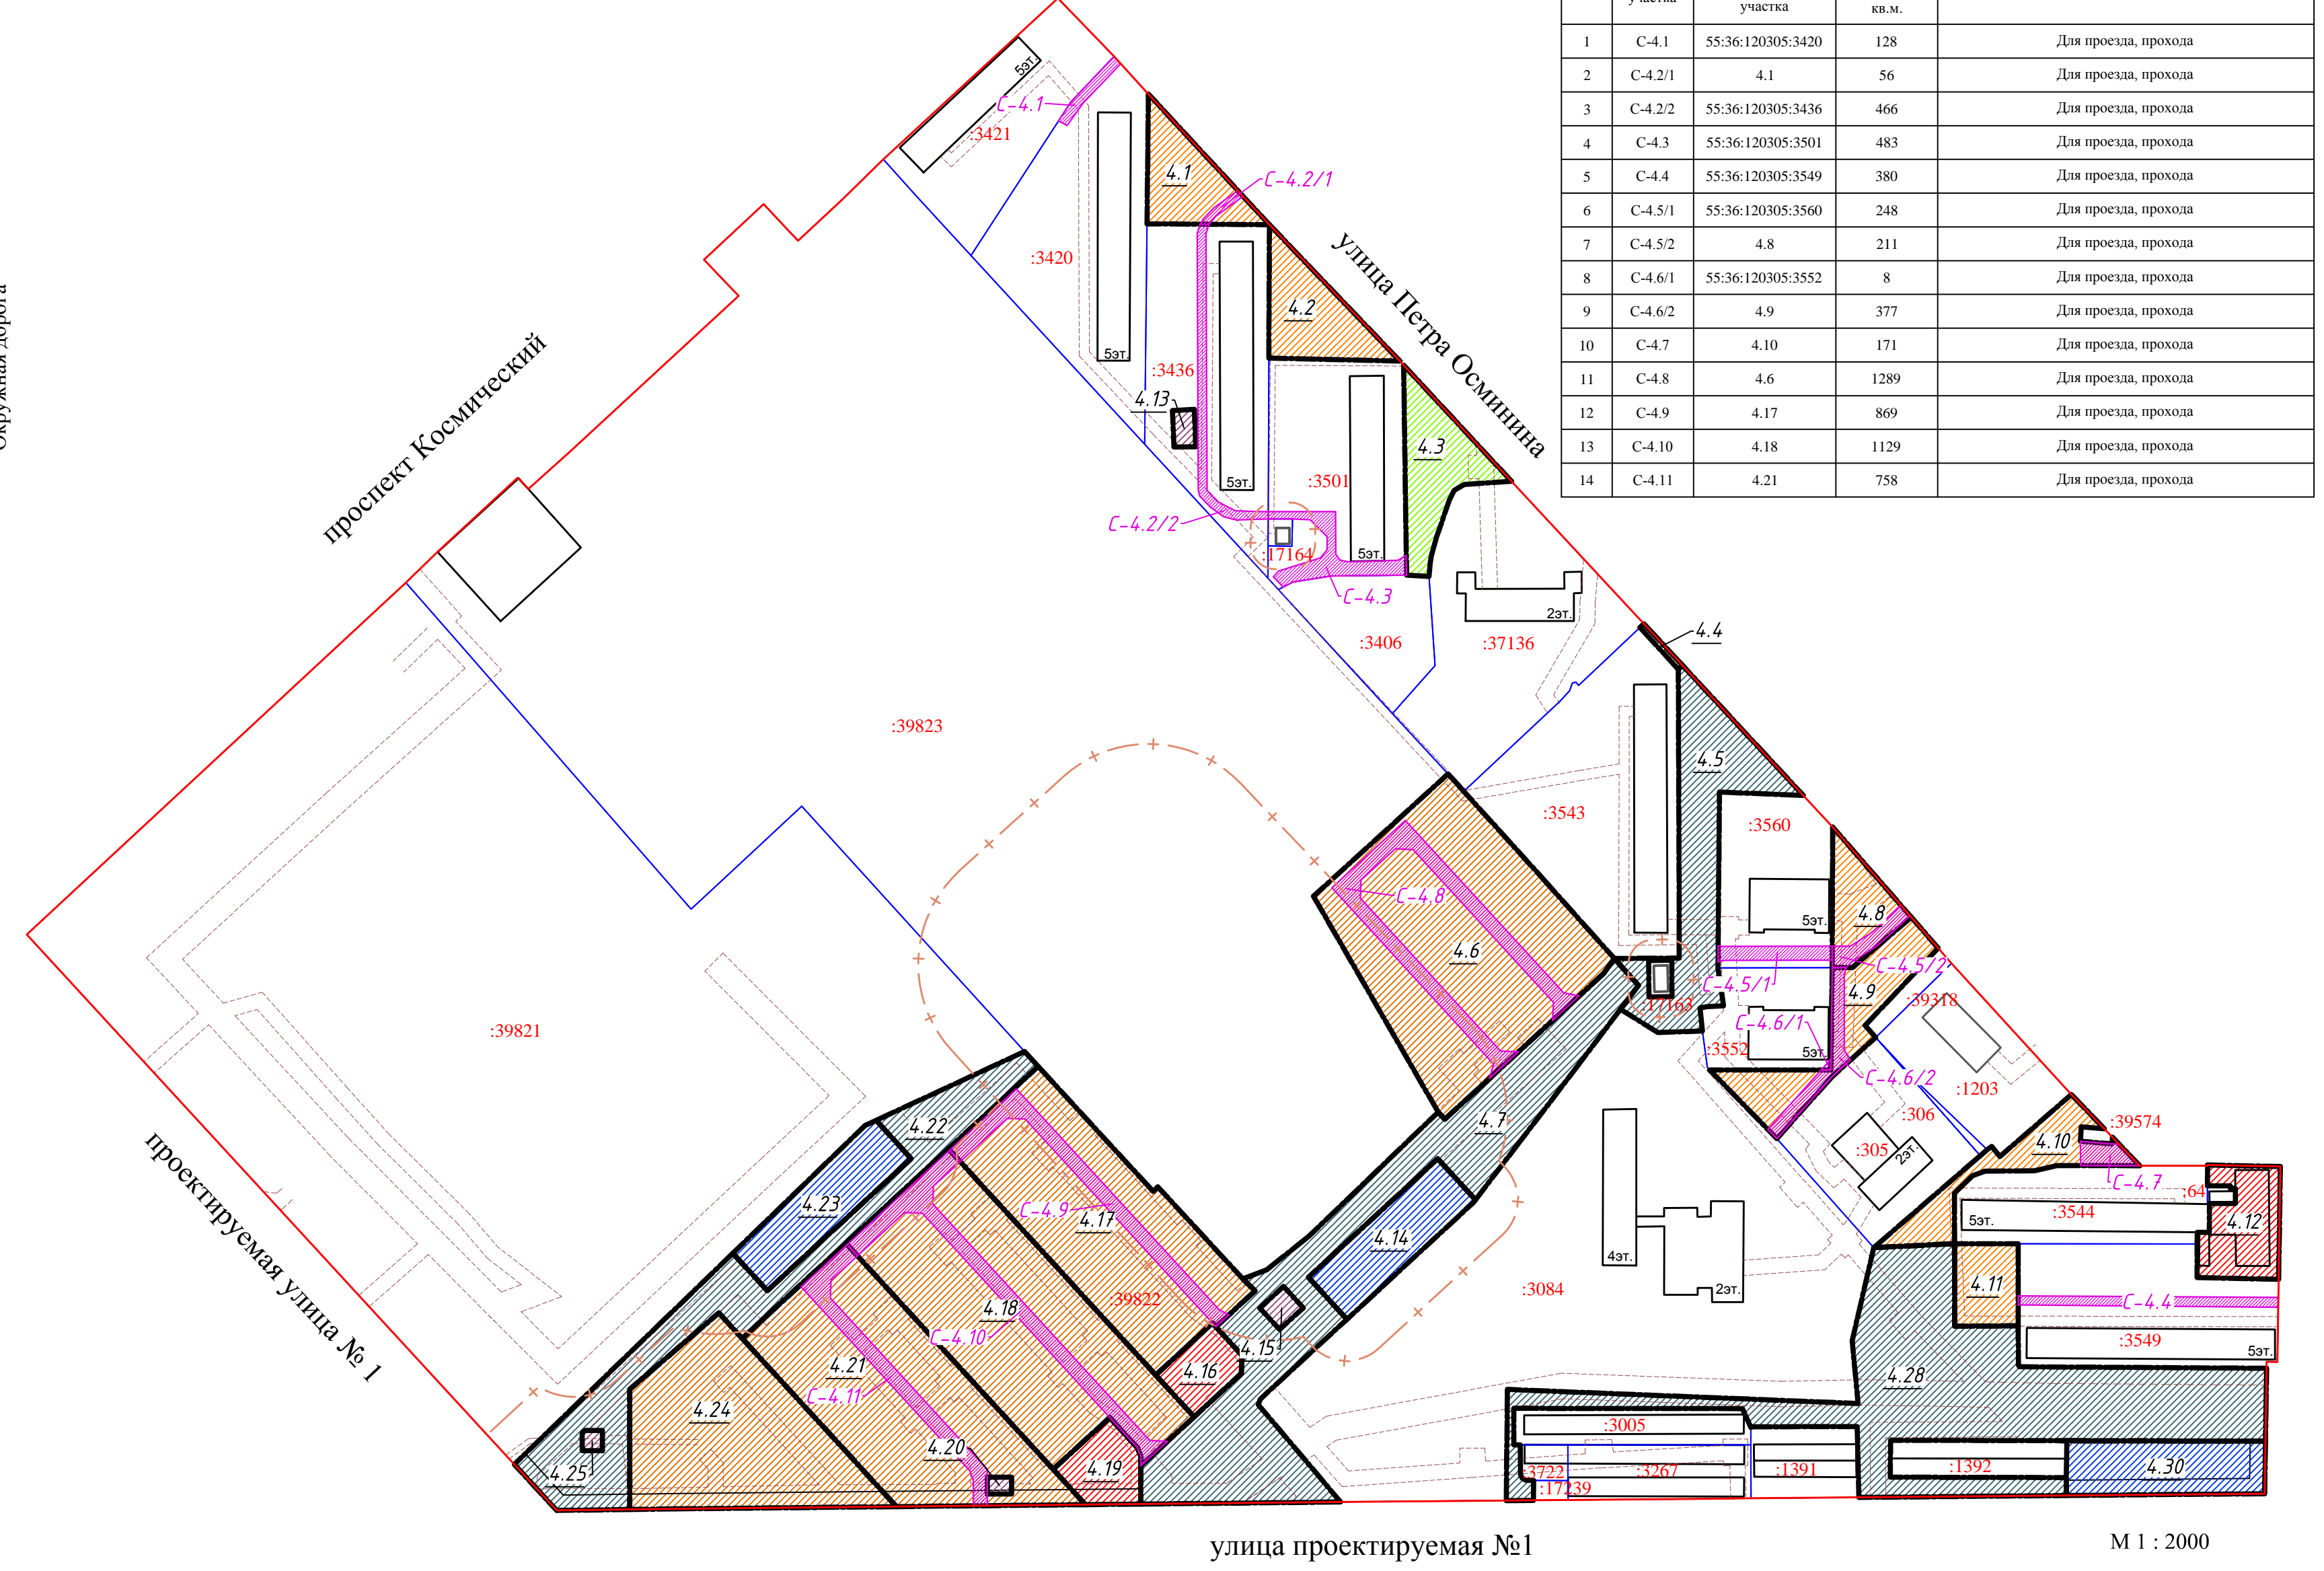 участка
кв.м.
1 С-4.1 55:36:120305:3420 128 Для проезда, прохода
2 С-4.2/1 4.1 56 Для проезда, прохода
3 С-4.2/2 55:36:120305:3436 466 Для проезда, прохода
4 С-4.3 55:36:120305:3501 483 Для проезда, прохода
5 С-4.4 55:36:120305:3549 380 Для проезда, прохода
6 С-4.5/1 55:36:120305:3560 248 Для проезда, прохода
7 С-4.5/2 4.8 211 Для проезда, прохода
8 С-4.6/1 55:36:120305:3552 8 Для проезда, прохода
9 С-4.6/2 4.9 377 Для проезда, прохода
10 С-4.7 4.10 171 Для проезда, прохода
11 С-4.8 4.6 1289 Для проезда, прохода
12 С-4.9 4.17 869 Для проезда, прохода
13 С-4.10 4.18 1129 Для проезда, прохода
14 С-4.11 4.21 758 Для проезда, прохода
Окружная дорога
проспект Космический
улица Петра Осминина
5эт.
С-4.1
:3421
4.1
С-4.2/1
:3420
4.2
5эт.
:3436
4.13
4.3
5эт.
:3501
С-4.2/2
:17164
5эт.
С-4.3
2эт.
:3406
:37136
4.4
:39823
4.5
:3543
:3560
С-4.8
4.6
5эт.
4.8
С-4.5/2
С-4.5/1
4.9
:39318
:17163
С-4.6/1
:3552
5эт.
С-4.6/2
:1203
:39821
4.22
4.7
:306
:39574
:305
2эт.
4.10
С-4.7
:64
4.23
С-4.9
4.17
4.14
5эт.
:3544
4.12
4эт.
2эт.
:3084
4.11
:39822
4.18
С-4.10
С-4.4
4.15
:3549
5эт.
4.16
4.21
С-4.11
4.28
4.24
:3005
4.20
4.19
4.25
:3722
:3267
:1391
:1392
4.30
:17239
проектируемая улица № 1
улица проектируемая №1
М 1 : 2000